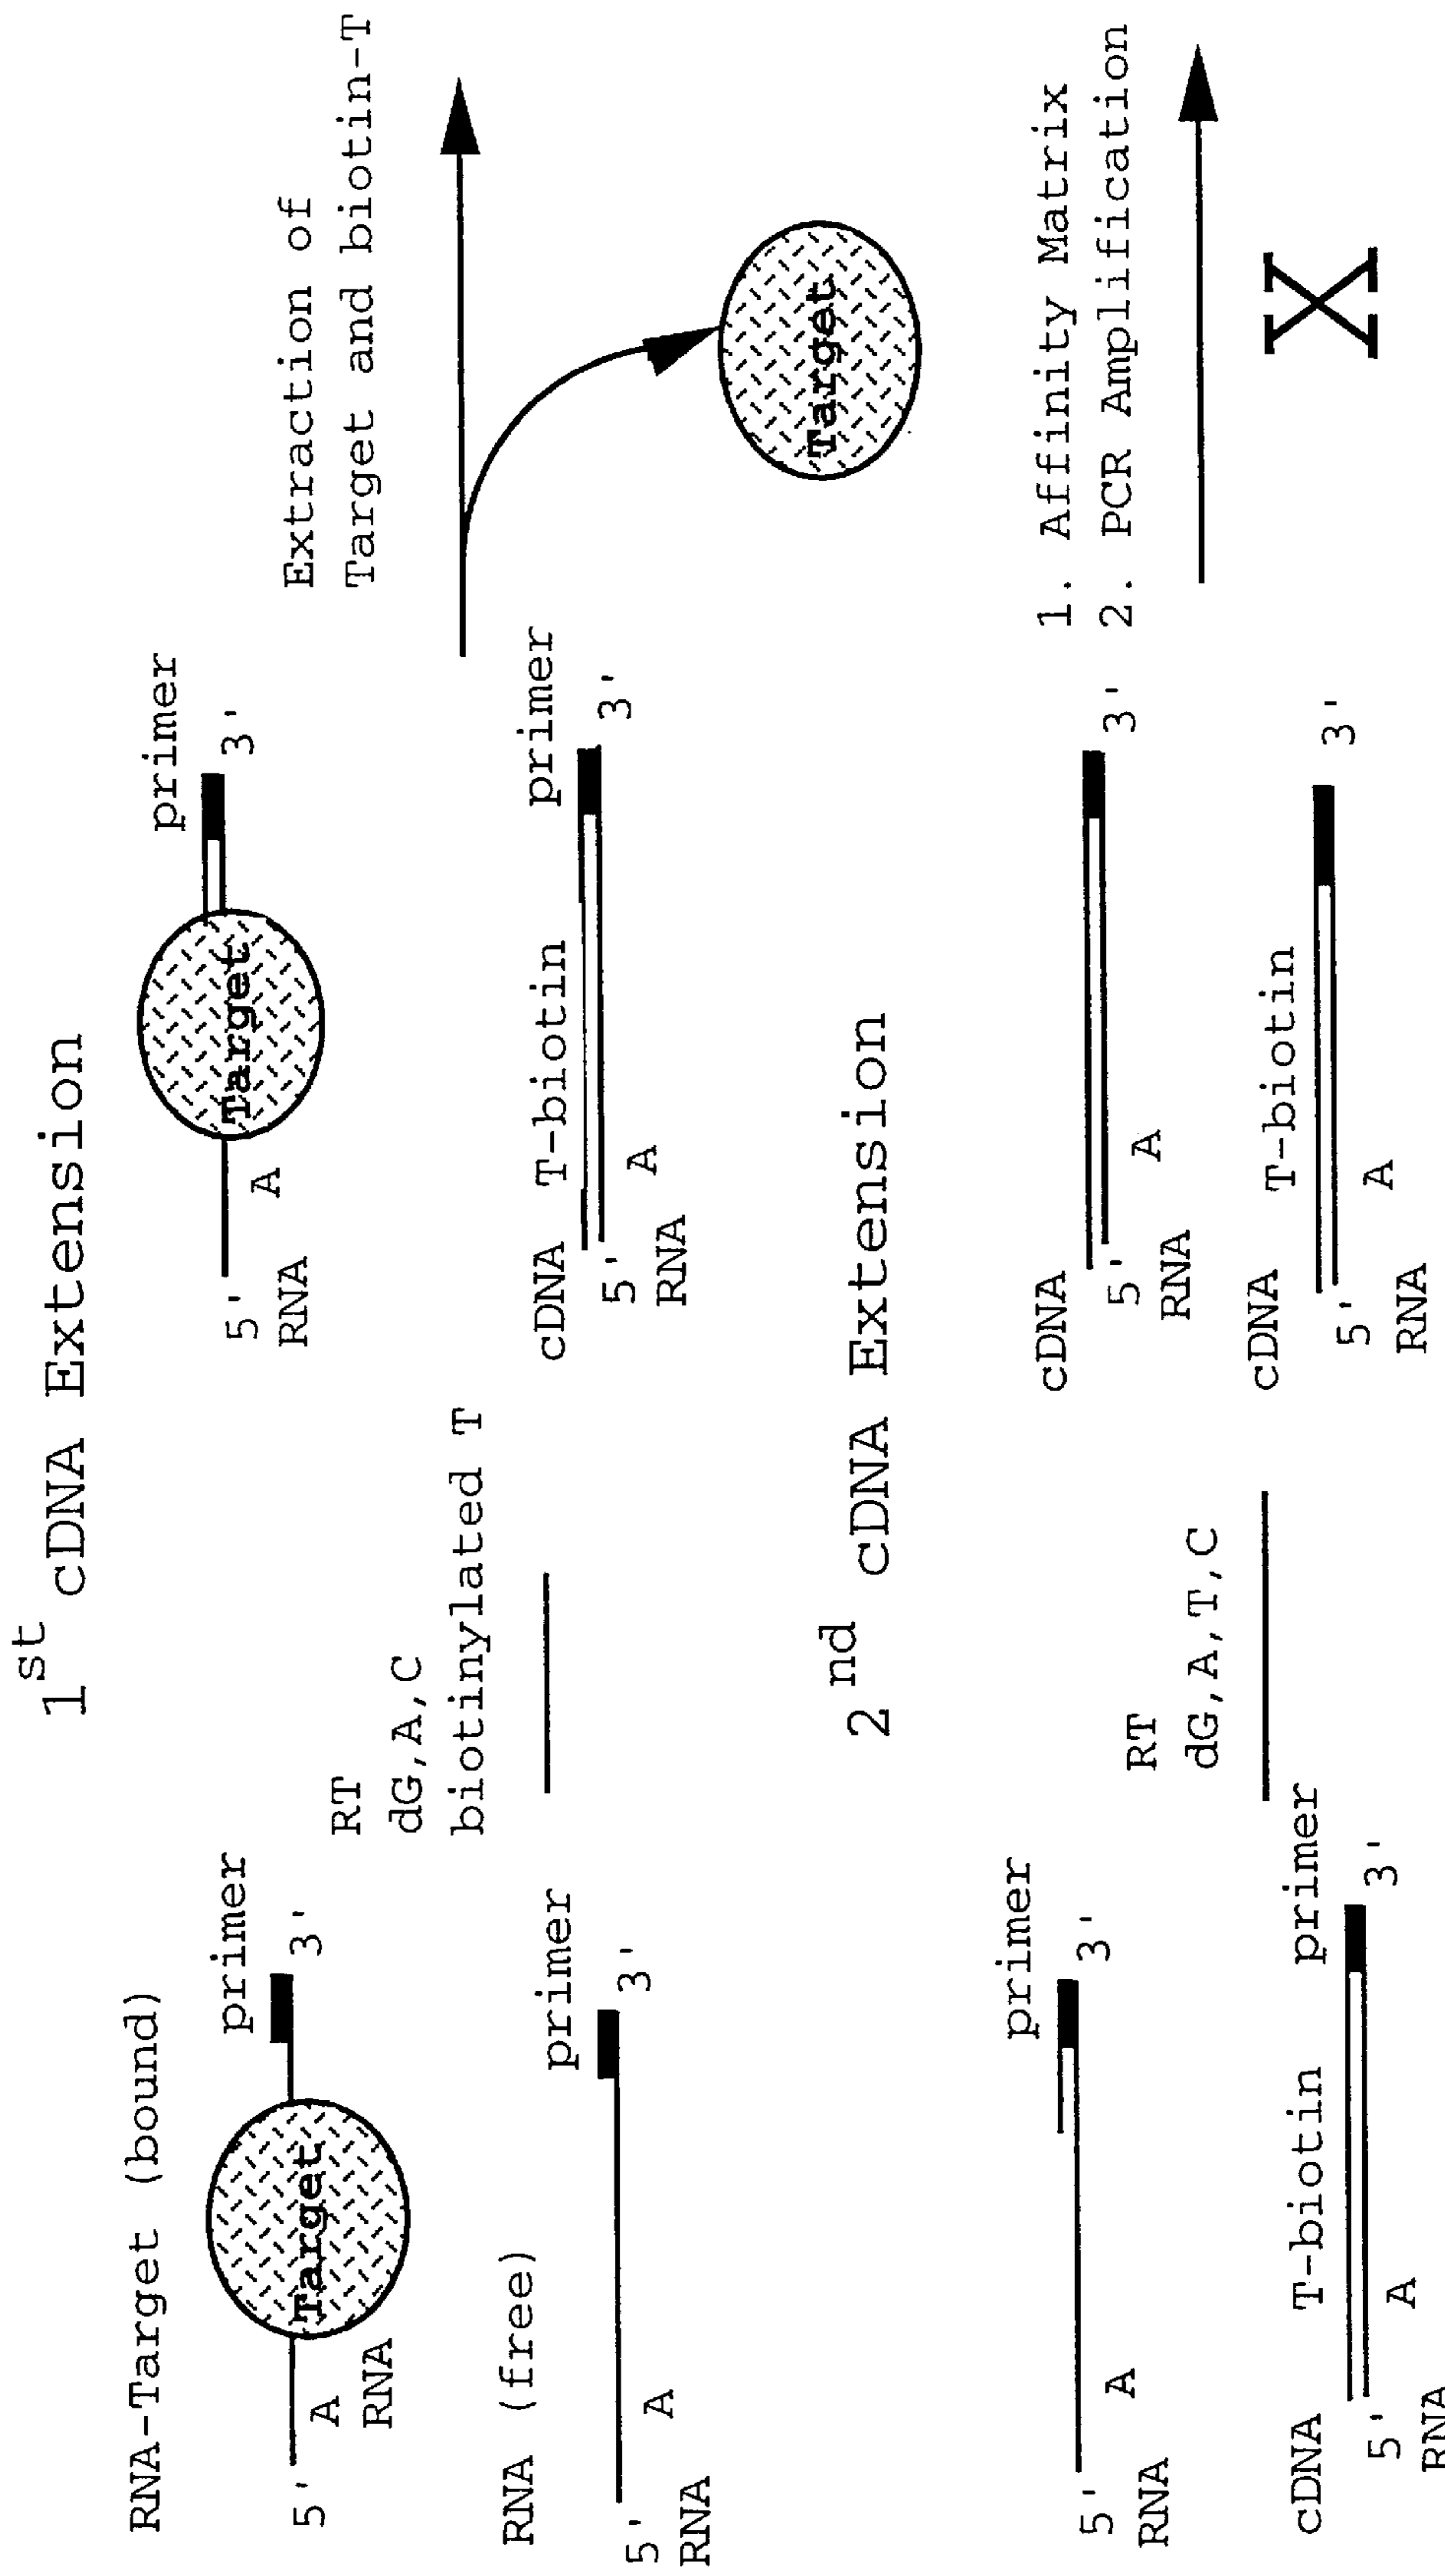 1st cDNA Extension
RNA-Target (bound)
primer
Target
5'
3'
A
RNA
RNA (free)
primer
5'
3'
A
RNA
RT
dG,A,C
biotinylated T
primer
Target
5'
3'
A
RNA
cDNA T-biotin primer
5'
3'
A
RNA
Extraction of
Target and biotin-T
Target
2nd cDNA Extension
primer
5'
3'
A
RNA
cDNA T-biotin primer
5'
3'
A
RNA
RT
dG,A,T,C
cDNA
5'
3'
A
RNA
cDNA T-biotin
5'
3'
A
RNA
1. Affinity Matrix
2. PCR Amplification
X